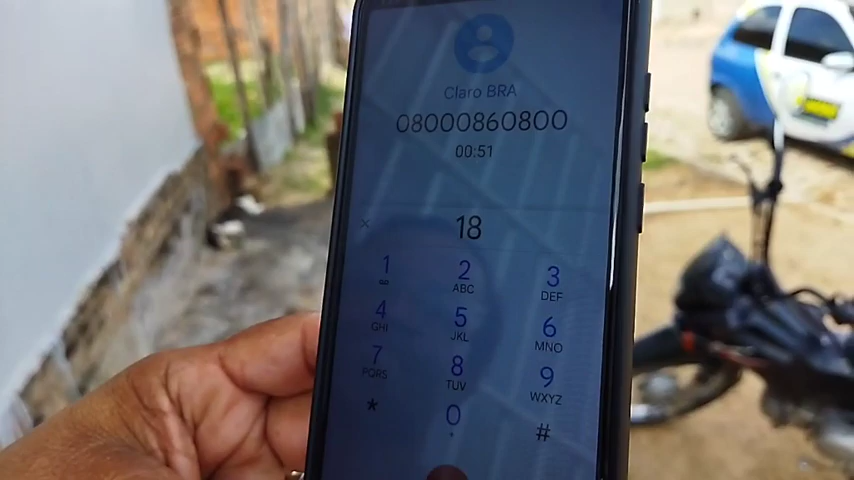 Claro BRA
08000860800
00:51
18
1 2 3
ABC DEF
4 5 6
GHI JKL MNO
7 8 9
PQRS TUV WXYZ
* 0 #
+